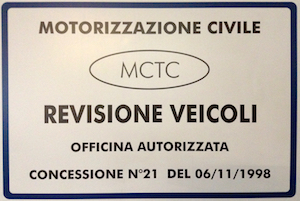 MOTORIZZAZIONE CIVILE
MCTC
REVISIONE VEICOLI
OFFICINA AUTORIZZATA
CONCESSIONE N°21 DEL 06/11/1998